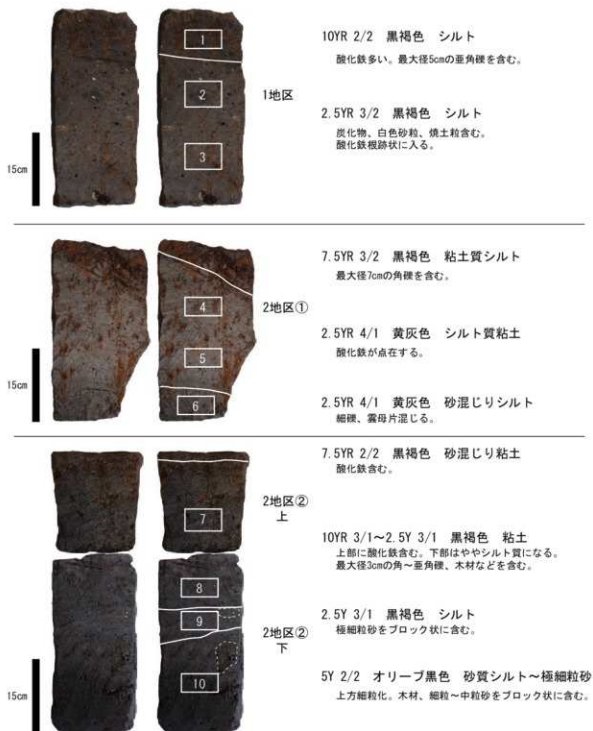 1
10YR 2/2 黒褐色 シルト
酸化鉄多い。最大径5cmの亜角礫を含む。
2
1地区
2.5YR 3/2 黒褐色 シルト
炭化物、白色砂粒、焼土粒含む。
酸化鉄根跡状に入る。
3
15cm
7.5YR 3/2 黒褐色 粘土質シルト
最大径7cmの角礫を含む。
4
2地区①
2.5YR 4/1 黄灰色 シルト質粘土
酸化鉄が点在する。
5
15cm
6
2.5YR 4/1 黄灰色 砂混じりシルト
細礫、雲母片混じる。
7.5YR 2/2 黒褐色 砂混じり粘土
酸化鉄含む。
2地区②
上
7
10YR 3/1～2.5Y 3/1 黒褐色 粘土
上部に酸化鉄含む。下部はややシルト質になる。
最大径3cmの角～亜角礫、木材などを含む。
8
9
2.5Y 3/1 黒褐色 シルト
極細粒砂をブロック状に含む。
2地区②
下
10
15cm
5Y 2/2 オリーブ黒色 砂質シルト～極細粒砂
上方細粒化。木材、細粒～中粒砂をブロック状に含む。